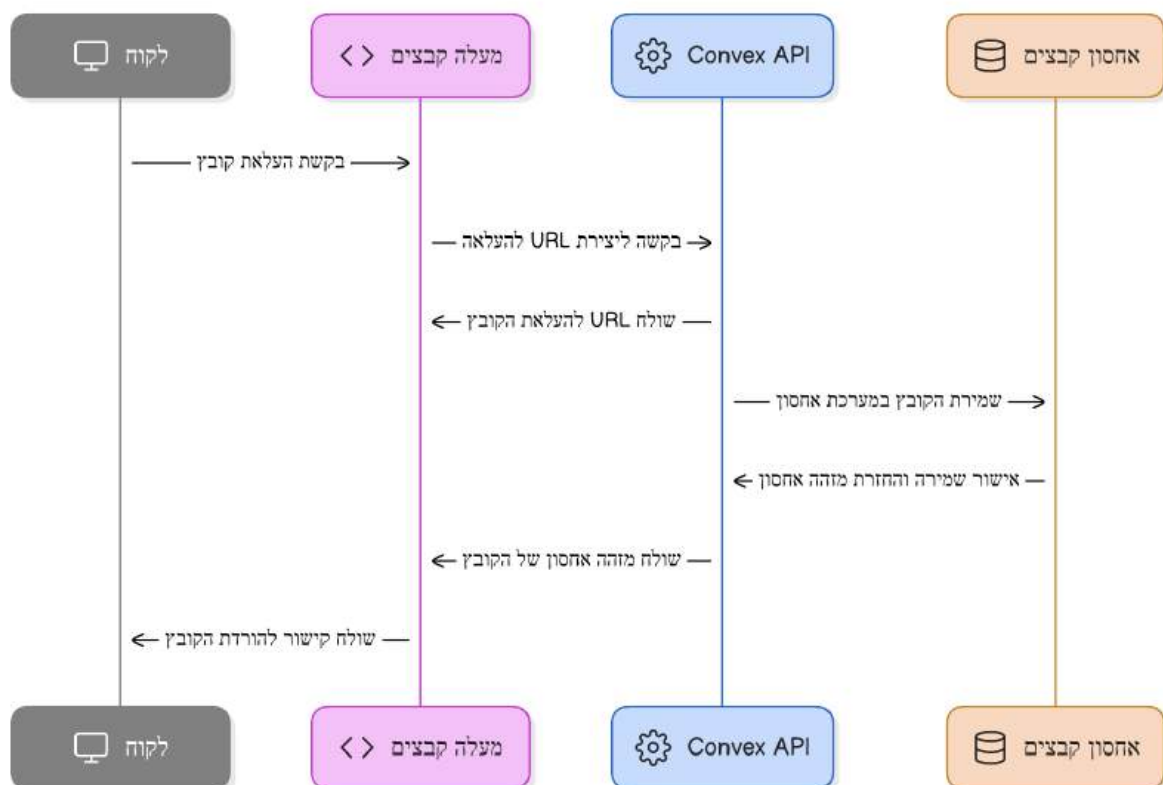 לקוח
מעלה קבצים
Convex API
אחסון קבצים
בקשת העלאת קובץ
בקשה ליצירת URL להעלאה
שולח URL להעלאת הקובץ
שמירת הקובץ במערכת אחסון
אישור שמירה והחזרת מזהה אחסון
שולח מזהה אחסון של הקובץ
שולח קישור להורדת הקובץ
לקוח
מעלה קבצים
Convex API
אחסון קבצים